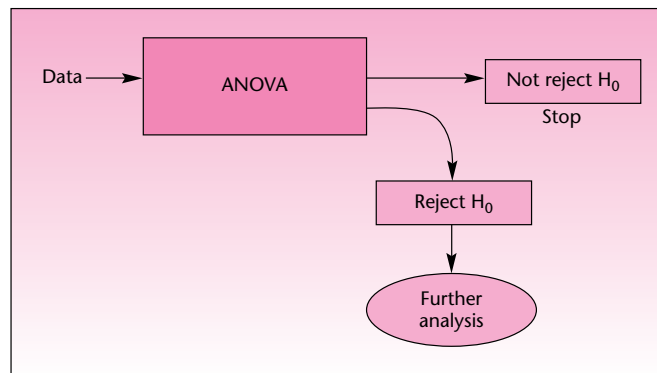 Data
ANOVA
Not reject H₀
Stop
Reject H₀
Further
analysis